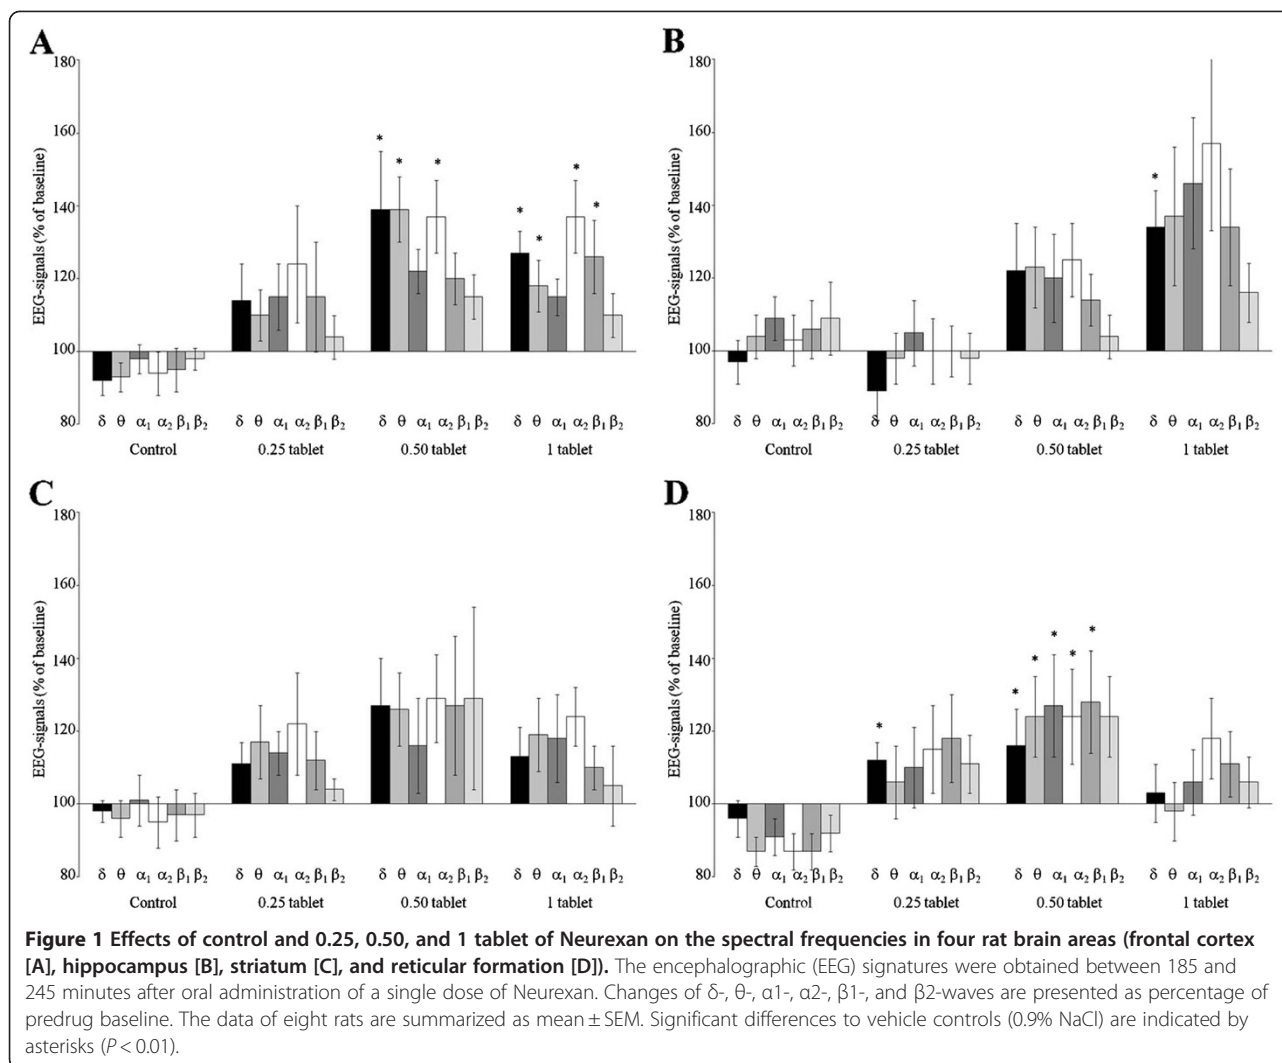 A
B
180
160
140
120
100
80
EEG-signals (% of baseline)
* * * * * * *
δ θ α₁ α₂ β₁ β₂ δ θ α₁ α₂ β₁ β₂ δ θ α₁ α₂ β₁ β₂ δ θ α₁ α₂ β₁ β₂
Control 0.25 tablet 0.50 tablet 1 tablet
180
160
140
120
100
80
EEG-signals (% of baseline)
*
δ θ α₁ α₂ β₁ β₂ δ θ α₁ α₂ β₁ β₂ δ θ α₁ α₂ β₁ β₂ δ θ α₁ α₂ β₁ β₂
Control 0.25 tablet 0.50 tablet 1 tablet
C
D
180
160
140
120
100
80
EEG-signals (% of baseline)
δ θ α₁ α₂ β₁ β₂ δ θ α₁ α₂ β₁ β₂ δ θ α₁ α₂ β₁ β₂ δ θ α₁ α₂ β₁ β₂
Control 0.25 tablet 0.50 tablet 1 tablet
180
160
140
120
100
80
EEG-signals (% of baseline)
* * * * * *
δ θ α₁ α₂ β₁ β₂ δ θ α₁ α₂ β₁ β₂ δ θ α₁ α₂ β₁ β₂ δ θ α₁ α₂ β₁ β₂
Control 0.25 tablet 0.50 tablet 1 tablet
Figure 1 Effects of control and 0.25, 0.50, and 1 tablet of Neurexan on the spectral frequencies in four rat brain areas (frontal cortex
[A], hippocampus [B], striatum [C], and reticular formation [D]). The encephalographic (EEG) signatures were obtained between 185 and
245 minutes after oral administration of a single dose of Neurexan. Changes of δ-, θ-, α1-, α2-, β1-, and β2-waves are presented as percentage of
predrug baseline. The data of eight rats are summarized as mean ± SEM. Significant differences to vehicle controls (0.9% NaCl) are indicated by
asterisks (P < 0.01).